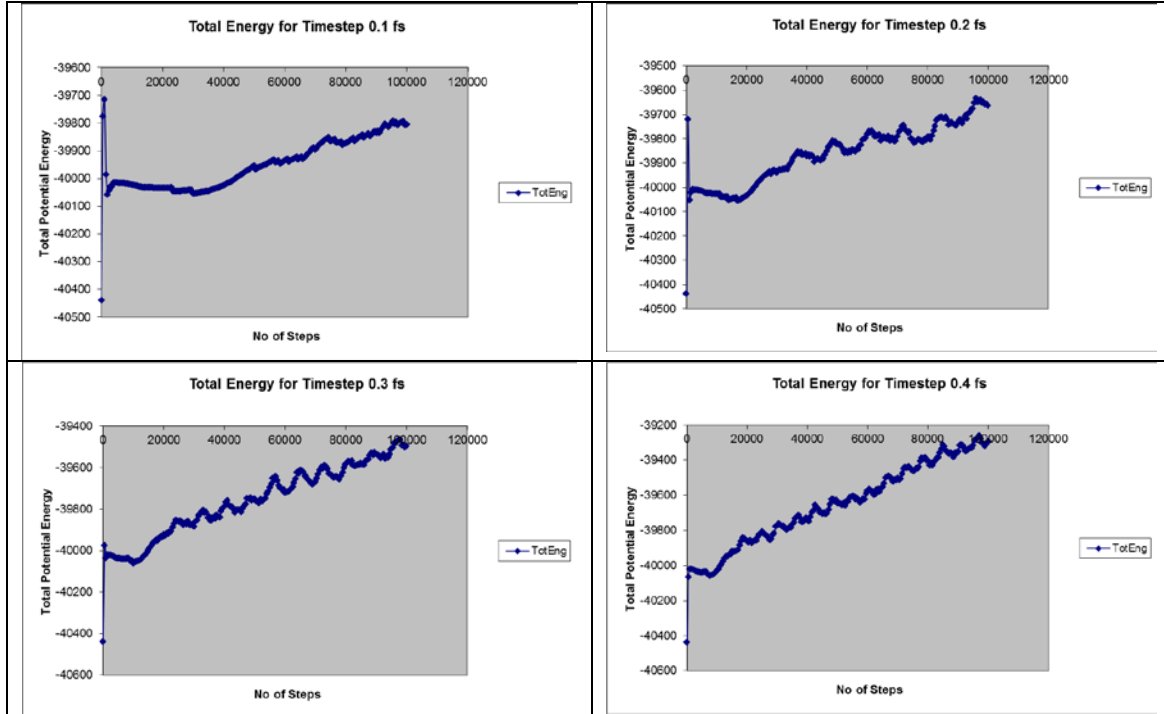 Total Energy for Timestep 0.1 fs
-39600
0 20000 40000 60000 80000 100000 120000
-39700
-39800
-39900
-40000
-40100
-40200
-40300
-40400
-40500
Total Potential Energy
No of Steps
TotEng
Total Energy for Timestep 0.2 fs
-39500
0 20000 40000 60000 80000 100000 120000
-39600
-39700
-39800
-39900
-40000
-40100
-40200
-40300
-40400
-40500
Total Potential Energy
No of Steps
TotEng
Total Energy for Timestep 0.3 fs
-39400
0 20000 40000 60000 80000 100000 120000
-39600
-39800
-40000
-40200
-40400
-40600
Total Potential Energy
No of Steps
TotEng
Total Energy for Timestep 0.4 fs
-39200
0 20000 40000 60000 80000 100000 120000
-39400
-39600
-39800
-40000
-40200
-40400
-40600
Total Potential Energy
No of Steps
TotEng